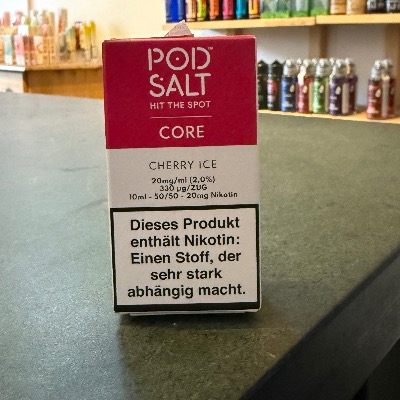 POD
SALT
HIT THE SPOT
CORE
CHERRY ICE
20mg/ml (2,0%)
330 µg/ZUG
10ml - 50/50 - 20mg Nikotin
Dieses Produkt
enthält Nikotin:
Einen Stoff, der
sehr stark
abhängig macht.